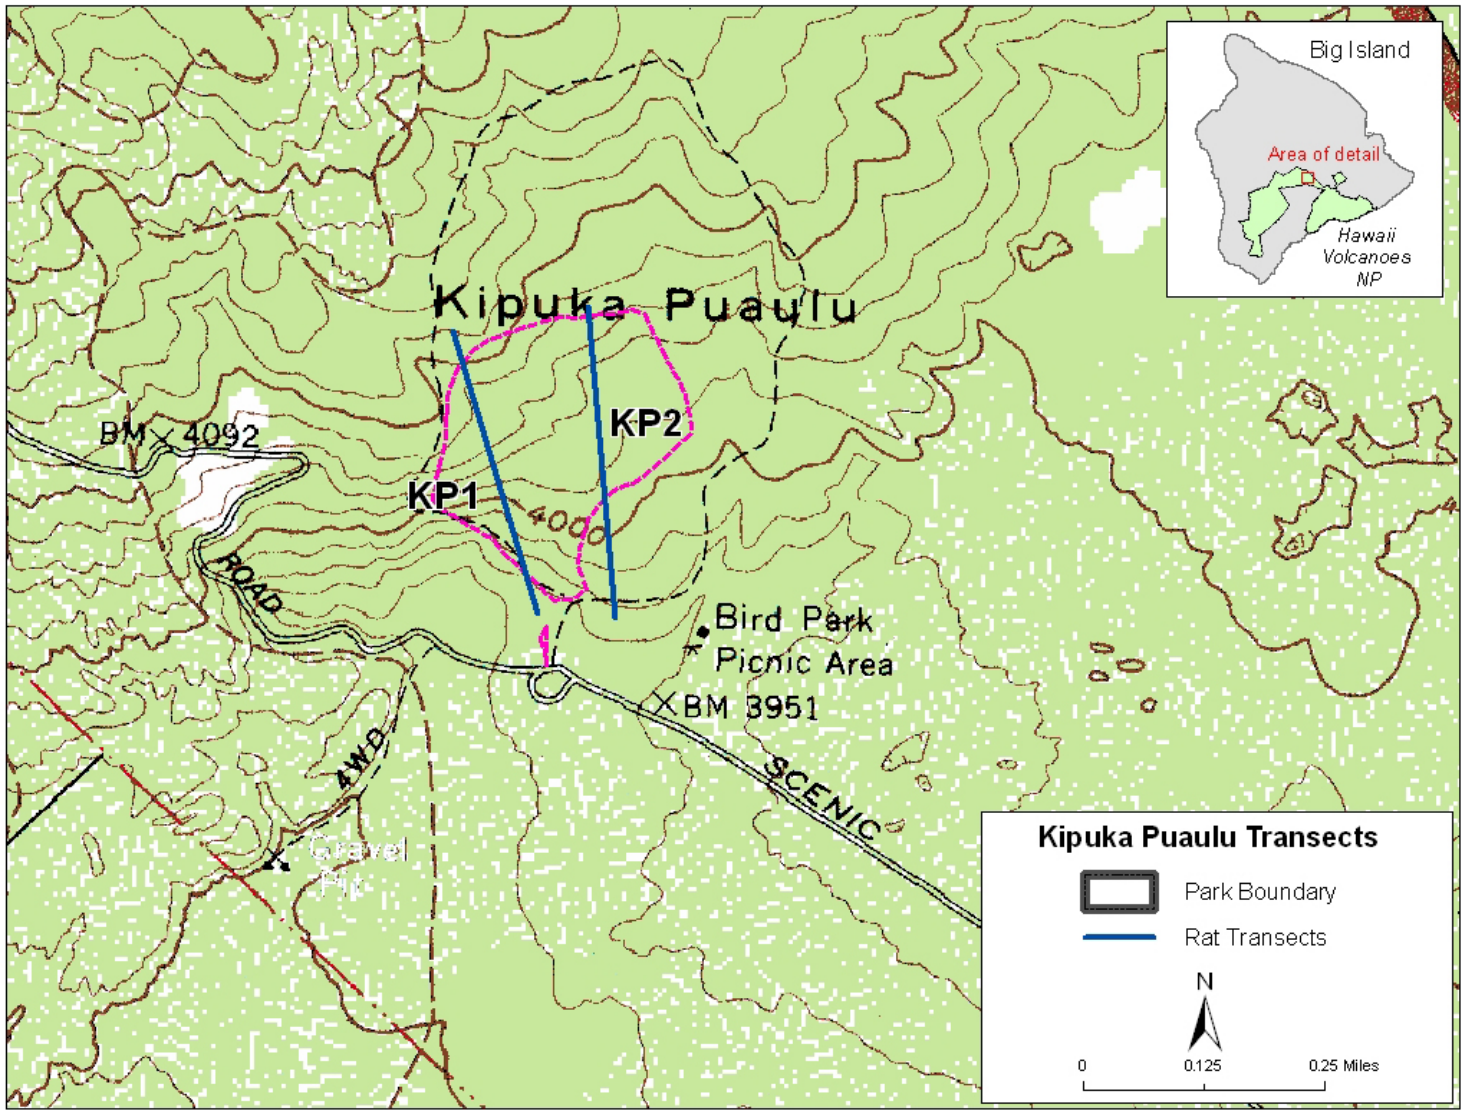 Big Island
Area of detail
Hawaii
Volcanoes
NP
Kipuka Puaulu
KP2
BM 4092
KP1
4000
ROAD
Bird Park
Picnic Area
BM 3951
4WD
SCENIC
Gravel
Pit
Kipuka Puaulu Transects
Park Boundary
Rat Transects
N
0 0.125 0.25 Miles